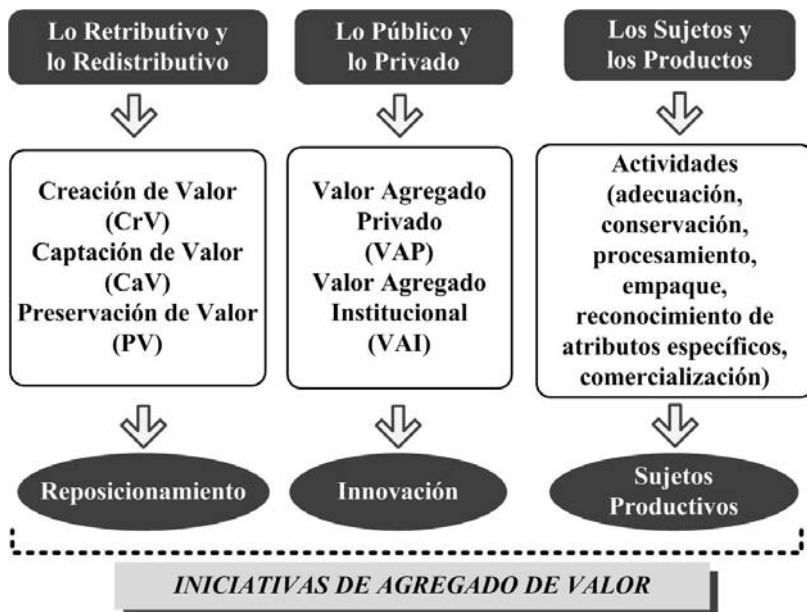 Lo Retributivo y
lo Redistributivo
Creación de Valor
(CrV)
Captación de Valor
(CaV)
Preservación de Valor
(PV)
Reposicionamiento
Lo Público y
lo Privado
Valor Agregado
Privado
(VAP)
Valor Agregado
Institucional
(VAI)
Innovación
Los Sujetos y
los Productos
Actividades
(adecuación,
conservación,
procesamiento,
empaque,
reconocimiento de
atributos específicos,
comercialización)
Sujetos
Productivos
INICIATIVAS DE AGREGADO DE VALOR